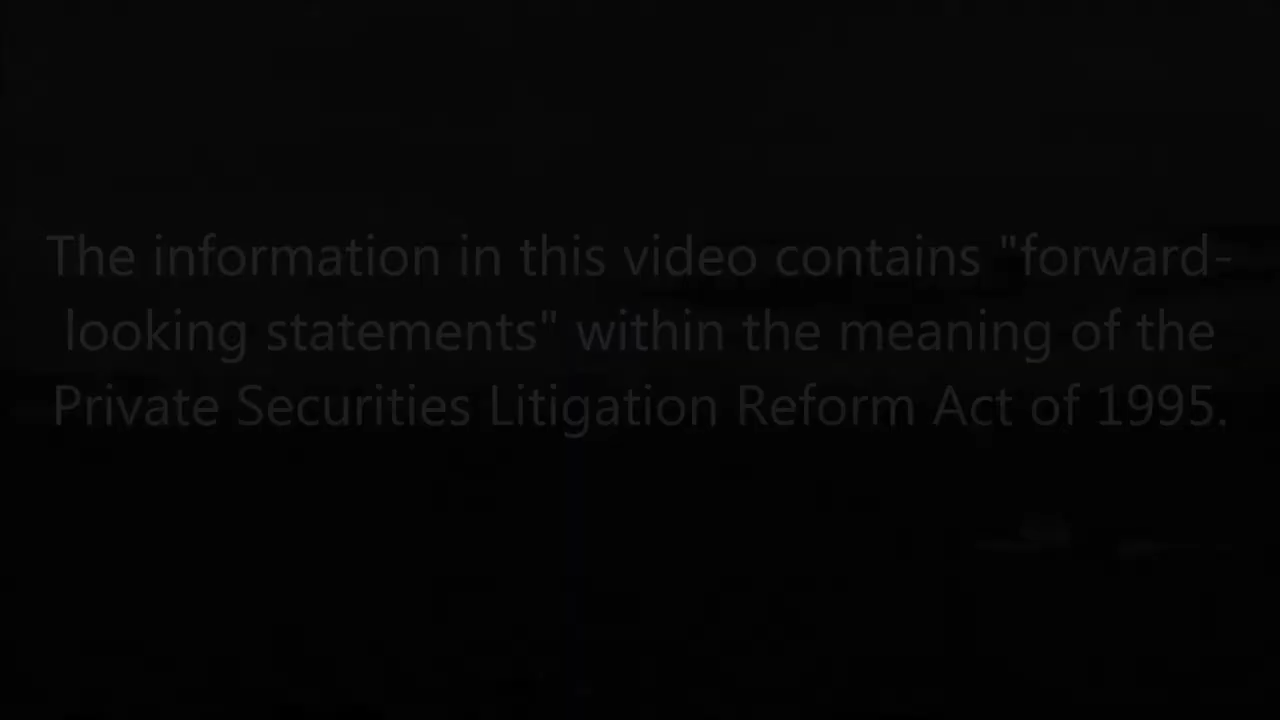 The information in this video contains "forward-
looking statements" within the meaning of the
Private Securities Litigation Reform Act of 1995.